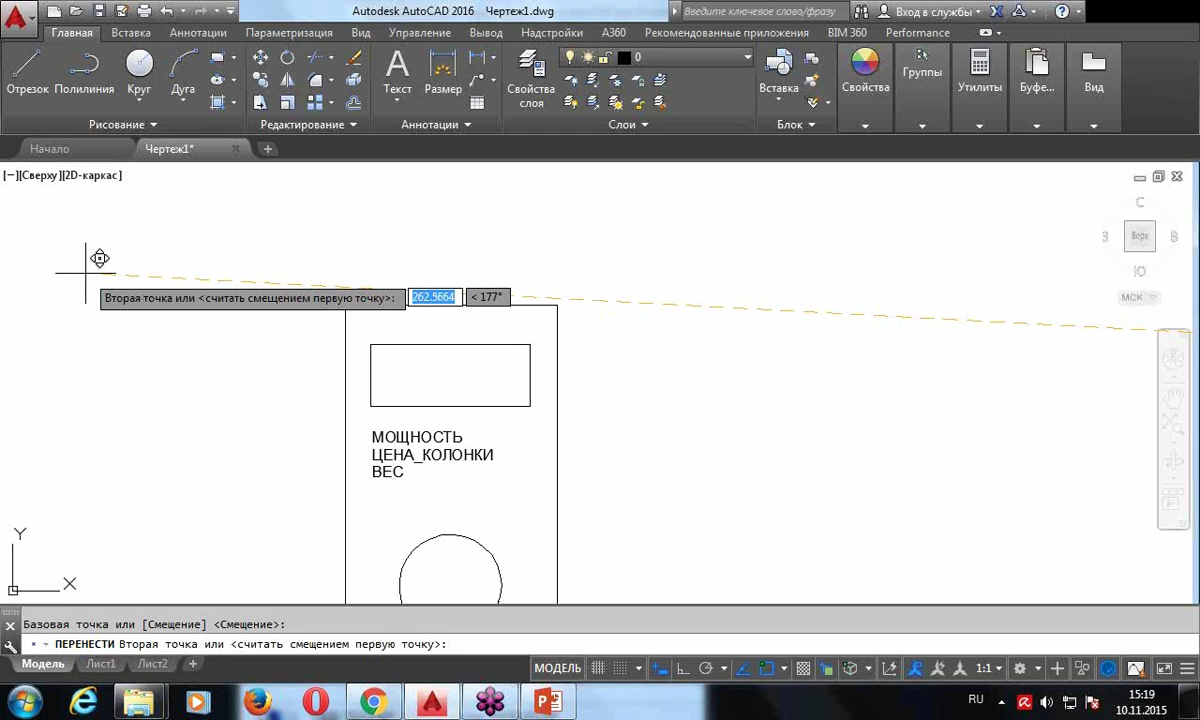 Autodesk AutoCAD 2016 Чертеж1.dwg
Введите ключевое слово/фразу
Вход в службы
Главная Вставка Аннотации Параметризация Вид Управление Вывод Надстройки A360 Рекомендованные приложения BIM 360 Performance
0
Отрезок Полилиния Круг Дуга
Текст Размер
Свойства слоя
Вставка
Свойства
Группы
Утилиты
Буфе...
Вид
Рисование Редактирование Аннотации Слои Блок
Начало Чертеж1*
[−][Сверху][2D-каркас]
С
З Верх В
Ю
МСК
Вторая точка или <считать смещением первую точку>: 262.5664 < 177°
МОЩНОСТЬ
ЦЕНА_КОЛОНКИ
ВЕС
Y
X
Базовая точка или [Смещение] <Смещение>:
ПЕРЕНЕСТИ Вторая точка или <считать смещением первую точку>:
Модель Лист1 Лист2
МОДЕЛЬ 1:1
RU
15:19
10.11.2015